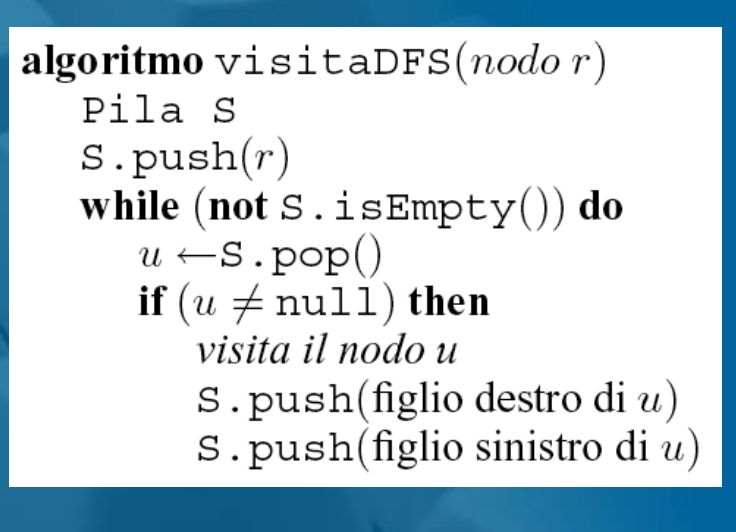 algoritmo visitaDFS(nodo r)
Pila S
S.push(r)
while (not S.isEmpty()) do
u ←S.pop()
if (u ≠ null) then
visita il nodo u
S.push(figlio destro di u)
S.push(figlio sinistro di u)